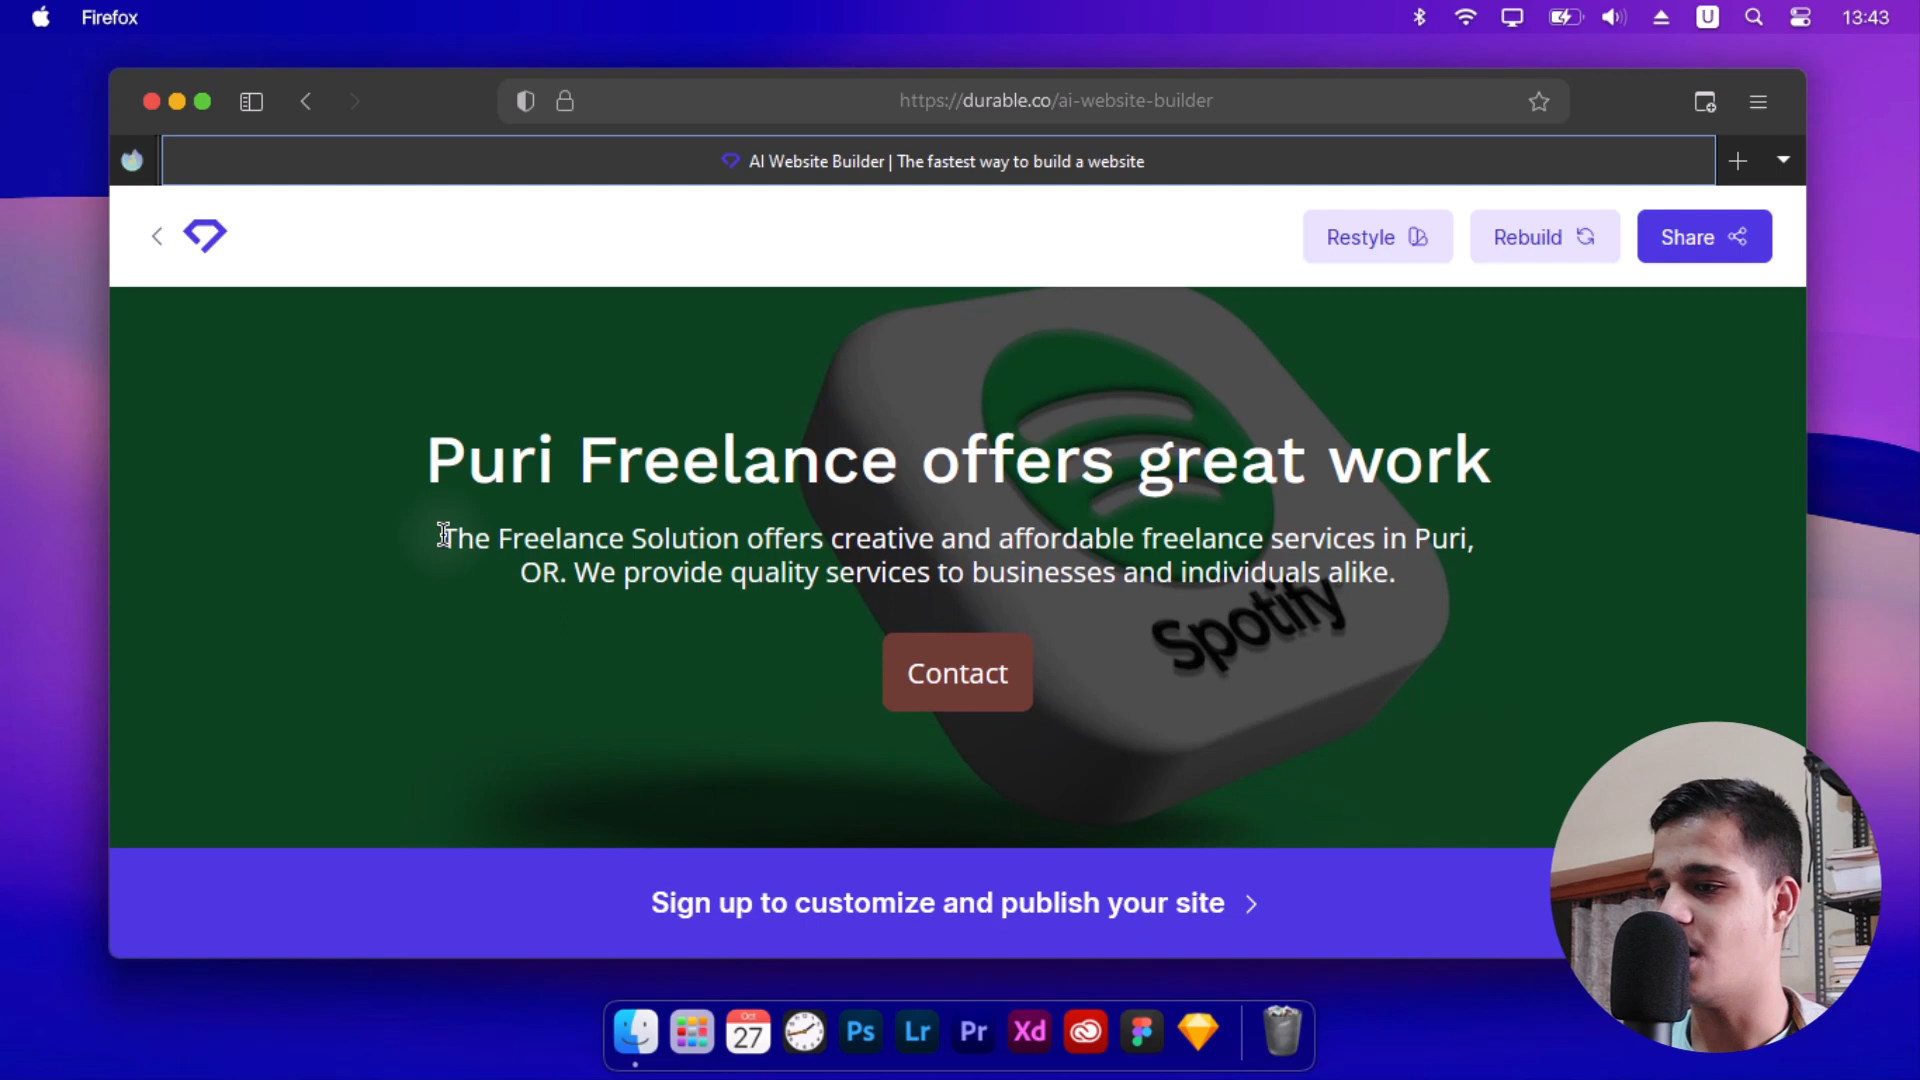 Firefox
U
13:43
https://durable.co/ai-website-builder
AI Website Builder | The fastest way to build a website
Restyle
Rebuild
Share
Puri Freelance offers great work
The Freelance Solution offers creative and affordable freelance services in Puri,
OR. We provide quality services to businesses and individuals alike.
Spotify
Contact
Sign up to customize and publish your site
Oct
27
Ps
Lr
Pr
Xd